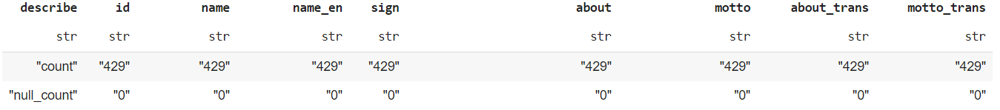 describe id name name_en sign about motto about_trans motto_trans
str str str str str str str str str
"count" "429" "429" "429" "429" "429" "429" "429" "429"
"null_count" "0" "0" "0" "0" "0" "0" "0" "0"